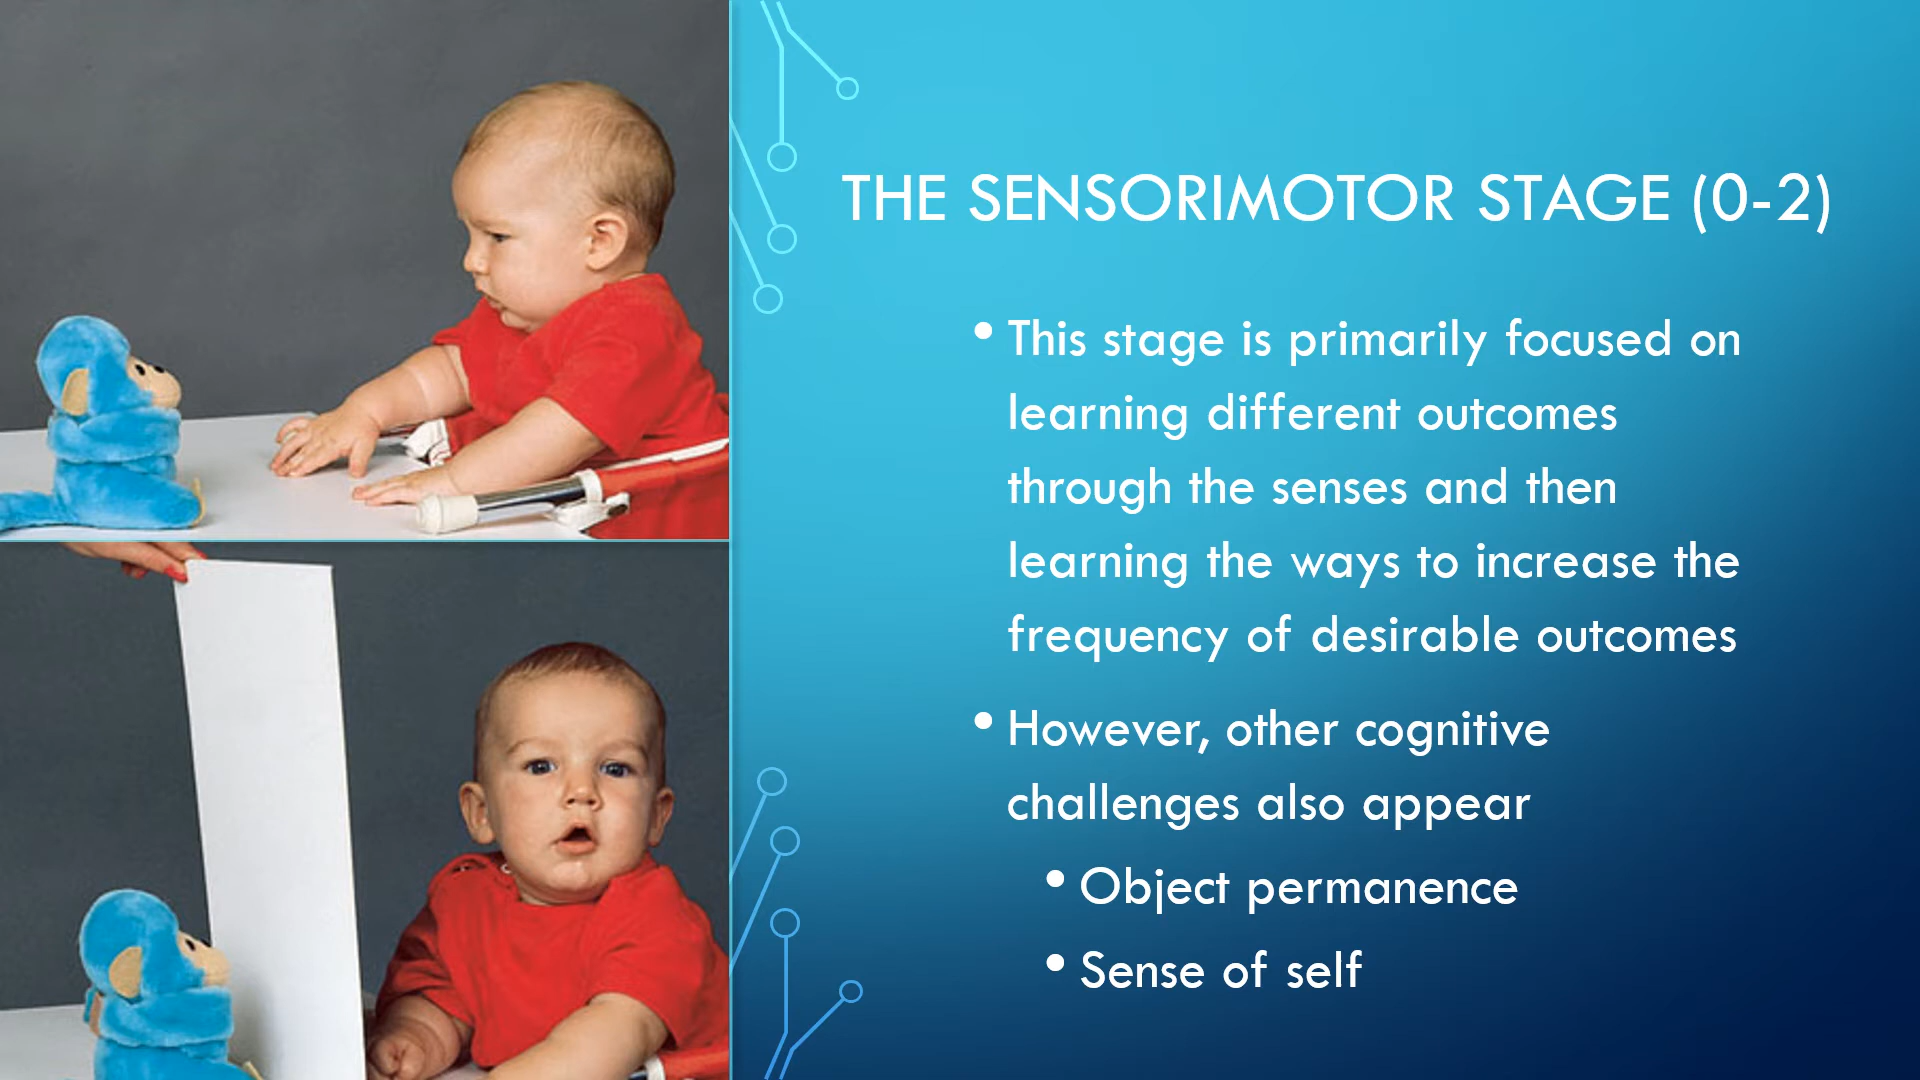 THE SENSORIMOTOR STAGE (0-2)
• This stage is primarily focused on
learning different outcomes
through the senses and then
learning the ways to increase the
frequency of desirable outcomes
• However, other cognitive
challenges also appear
• Object permanence
• Sense of self